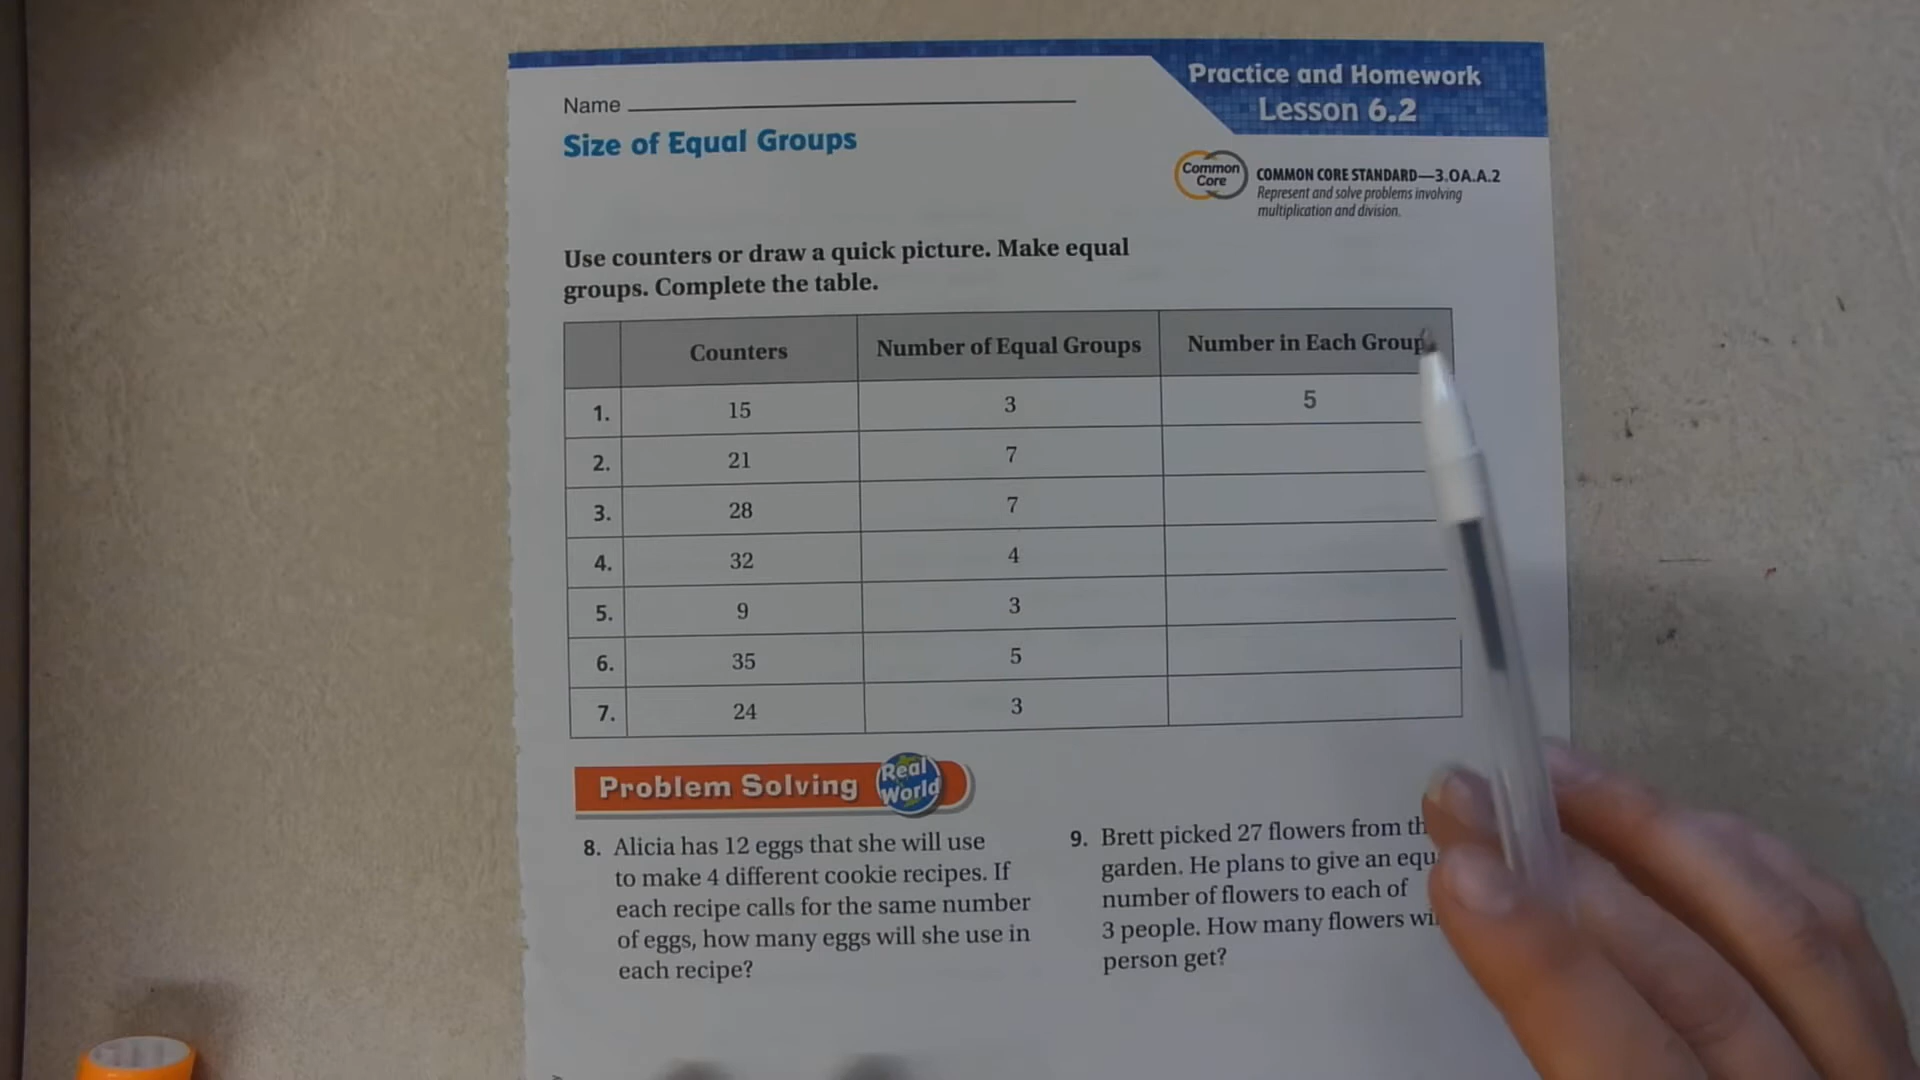 Practice and Homework
Lesson 6.2
Name
Size of Equal Groups
Common
Core
COMMON CORE STANDARD—3.OA.A.2
Represent and solve problems involving
multiplication and division.
Use counters or draw a quick picture. Make equal
groups. Complete the table.
Counters Number of Equal Groups Number in Each Group
1. 15 3 5
2. 21 7
3. 28 7
4. 32 4
5. 9 3
6. 35 5
7. 24 3
Problem Solving Real
World
8. Alicia has 12 eggs that she will use
to make 4 different cookie recipes. If
each recipe calls for the same number
of eggs, how many eggs will she use in
each recipe?
9. Brett picked 27 flowers from
garden. He plans to give an
number of flowers to each of
3 people. How many flowers
person get?